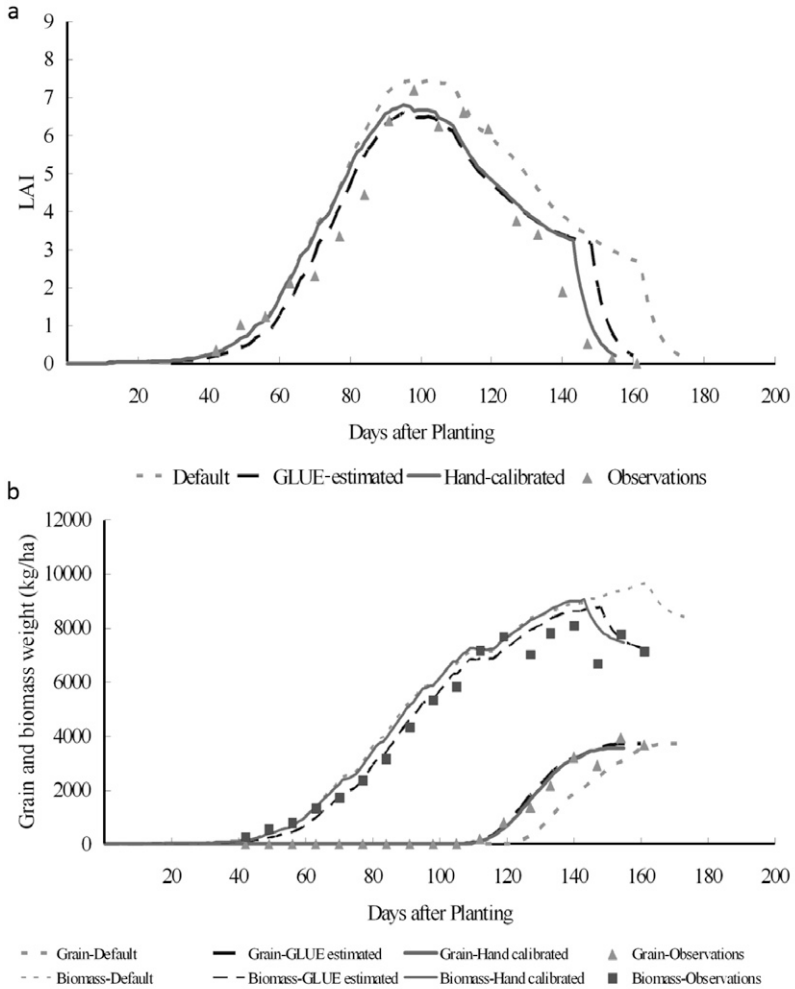 a
9
8
7
6
5
4
3
2
1
0
LAI
20 40 60 80 100 120 140 160 180 200
Days after Planting
Default GLUE-estimated Hand-calibrated Observations
b
12000
10000
8000
6000
4000
2000
0
Grain and biomass weight (kg/ha)
20 40 60 80 100 120 140 160 180 200
Days after Planting
Grain-Default Grain-GLUE estimated Grain-Hand calibrated Grain-Observations
Biomass-Default Biomass-GLUE estimated Biomass-Hand calibrated Biomass-Observations